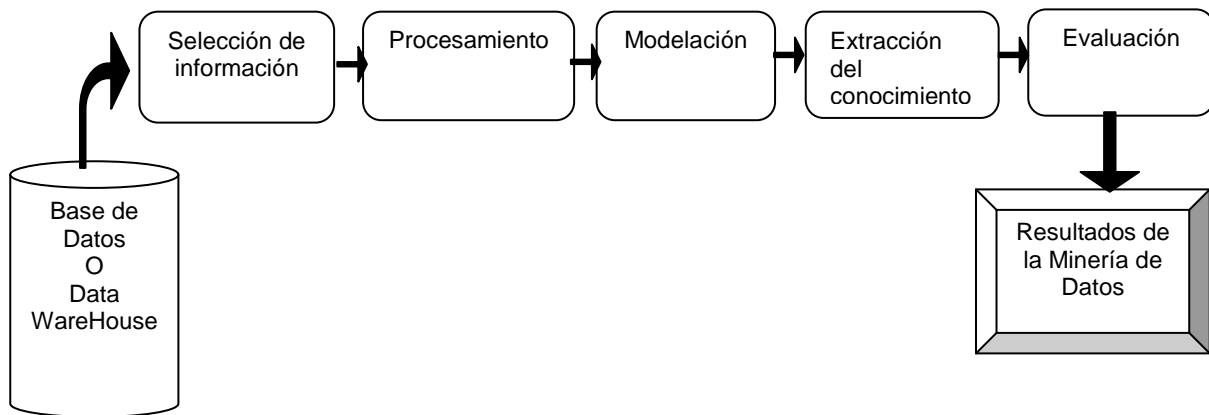 Selección de
información
Procesamiento
Modelación
Extracción
del
conocimiento
Evaluación
Base de
Datos
O
Data
WareHouse
Resultados de
la Minería de
Datos